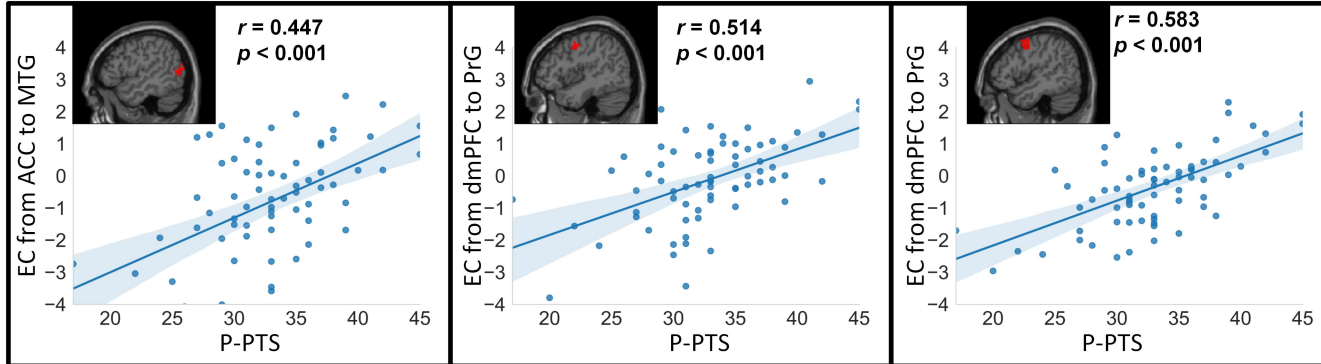 r = 0.447
p < 0.001
EC from ACC to MTG
4
3
2
1
0
−1
−2
−3
−4
20 25 30 35 40 45
P-PTS
r = 0.514
p < 0.001
EC from dmPFC to PrG
4
3
2
1
0
−1
−2
−3
−4
20 25 30 35 40 45
P-PTS
r = 0.583
p < 0.001
EC from dmPFC to PrG
4
3
2
1
0
−1
−2
−3
−4
20 25 30 35 40 45
P-PTS